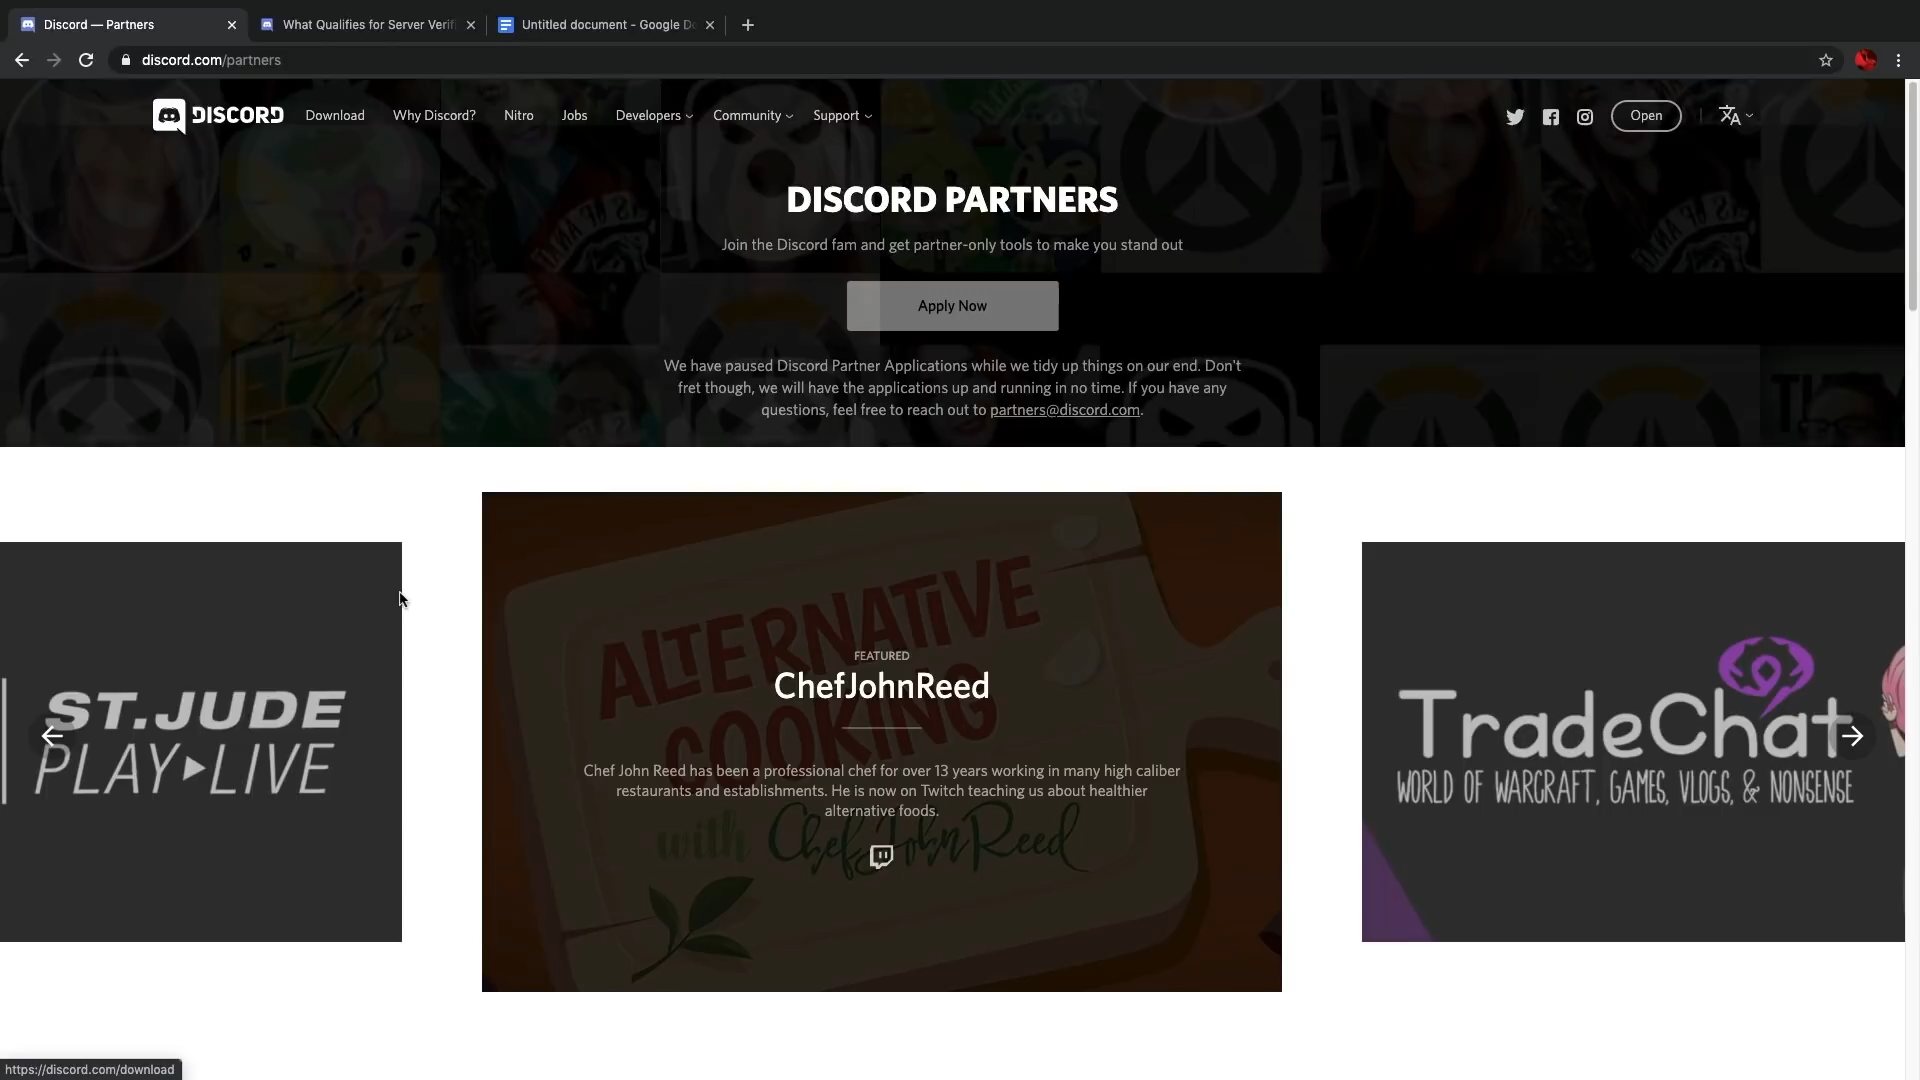 Discord — Partners
What Qualifies for Server Verifi
Untitled document - Google Do
discord.com/partners
DISCORD
Download
Why Discord?
Nitro
Jobs
Developers
Community
Support
Open
DISCORD PARTNERS
Join the Discord fam and get partner-only tools to make you stand out
Apply Now
We have paused Discord Partner Applications while we tidy up things on our end. Don't
fret though, we will have the applications up and running in no time. If you have any
questions, feel free to reach out to partners@discord.com.
ST.JUDE
PLAY LIVE
ALTERNATIVE
COOKING
with ChefJohnReed
FEATURED
ChefJohnReed
Chef John Reed has been a professional chef for over 13 years working in many high caliber
restaurants and establishments. He is now on Twitch teaching us about healthier
alternative foods.
TradeChat
WORLD OF WARCRAFT, GAMES, VLOGS, & NONSENSE
https://discord.com/download